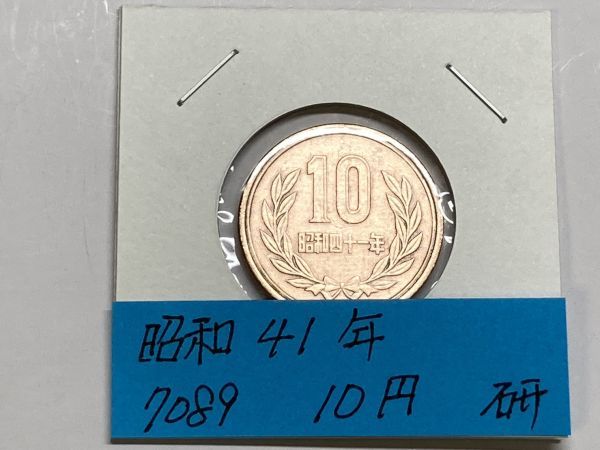 10
昭和四十一年
昭和 41 年
7089 10円 研